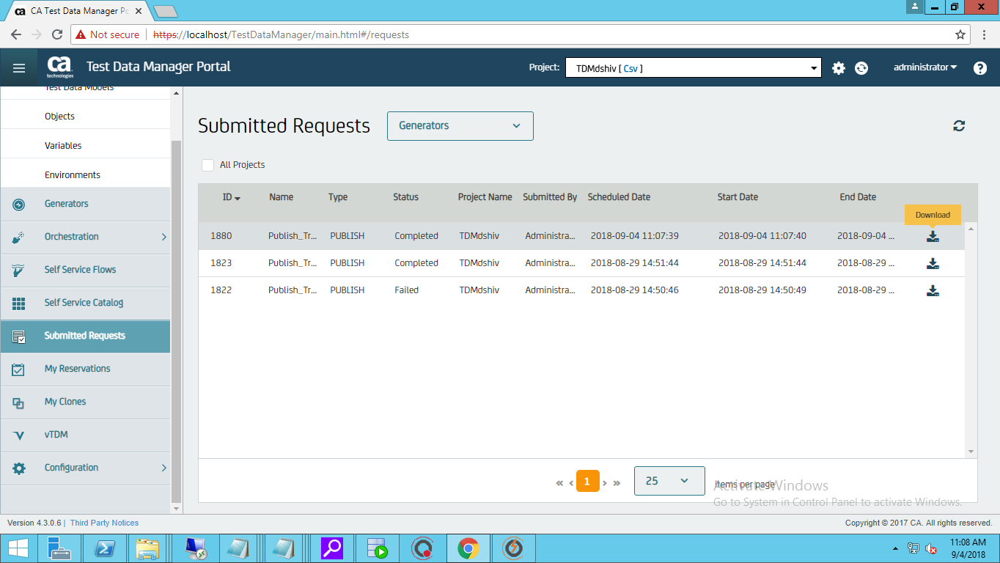 CA Test Data Manager Po
Not secure https://localhost/TestDataManager/main.html#/requests
ca technologies Test Data Manager Portal Project: TDMdshiv [ Csv ] administrator
Test Data Models
Objects
Variables
Environments
Generators
Orchestration
Self Service Flows
Self Service Catalog
Submitted Requests
My Reservations
My Clones
vTDM
Configuration
Submitted Requests Generators
All Projects
ID Name Type Status Project Name Submitted By Scheduled Date Start Date End Date
Download
1880 Publish_Tr... PUBLISH Completed TDMdshiv Administra... 2018-09-04 11:07:39 2018-09-04 11:07:40 2018-09-04 ...
1823 Publish_Tr... PUBLISH Completed TDMdshiv Administra... 2018-08-29 14:51:44 2018-08-29 14:51:44 2018-08-29 ...
1822 Publish_Tr... PUBLISH Failed TDMdshiv Administra... 2018-08-29 14:50:46 2018-08-29 14:50:49 2018-08-29 ...
« ‹ 1 › » 25 items per page
Activate Windows
Go to System in Control Panel to activate Windows.
Version 4.3.0.6 | Third Party Notices Copyright © 2017 CA. All rights reserved.
11:08 AM
9/4/2018